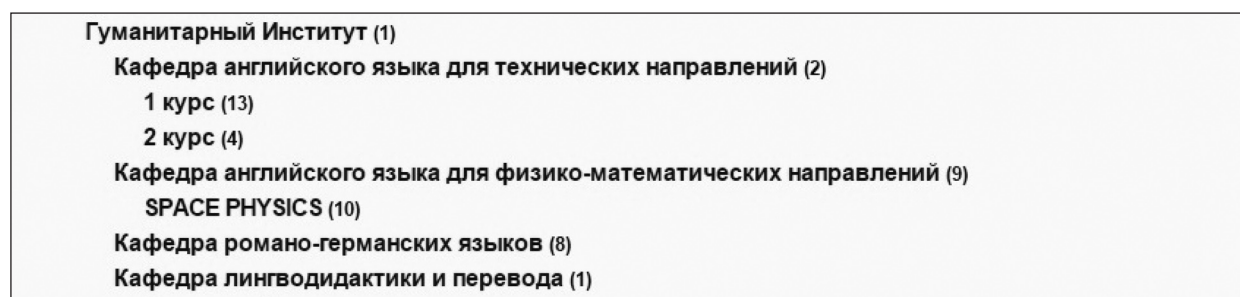 Гуманитарный Институт (1)
Кафедра английского языка для технических направлений (2)
1 курс (13)
2 курс (4)
Кафедра английского языка для физико-математических направлений (9)
SPACE PHYSICS (10)
Кафедра романо-германских языков (8)
Кафедра лингводидактики и перевода (1)